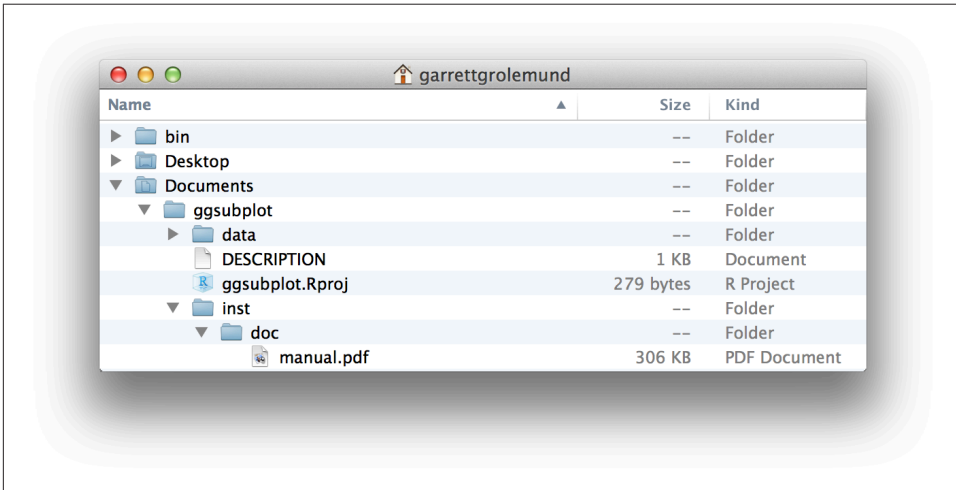 garrettgrolemund
Name Size Kind
bin -- Folder
Desktop -- Folder
Documents -- Folder
ggsubplot -- Folder
data -- Folder
DESCRIPTION 1 KB Document
ggsubplot.Rproj 279 bytes R Project
inst -- Folder
doc -- Folder
manual.pdf 306 KB PDF Document